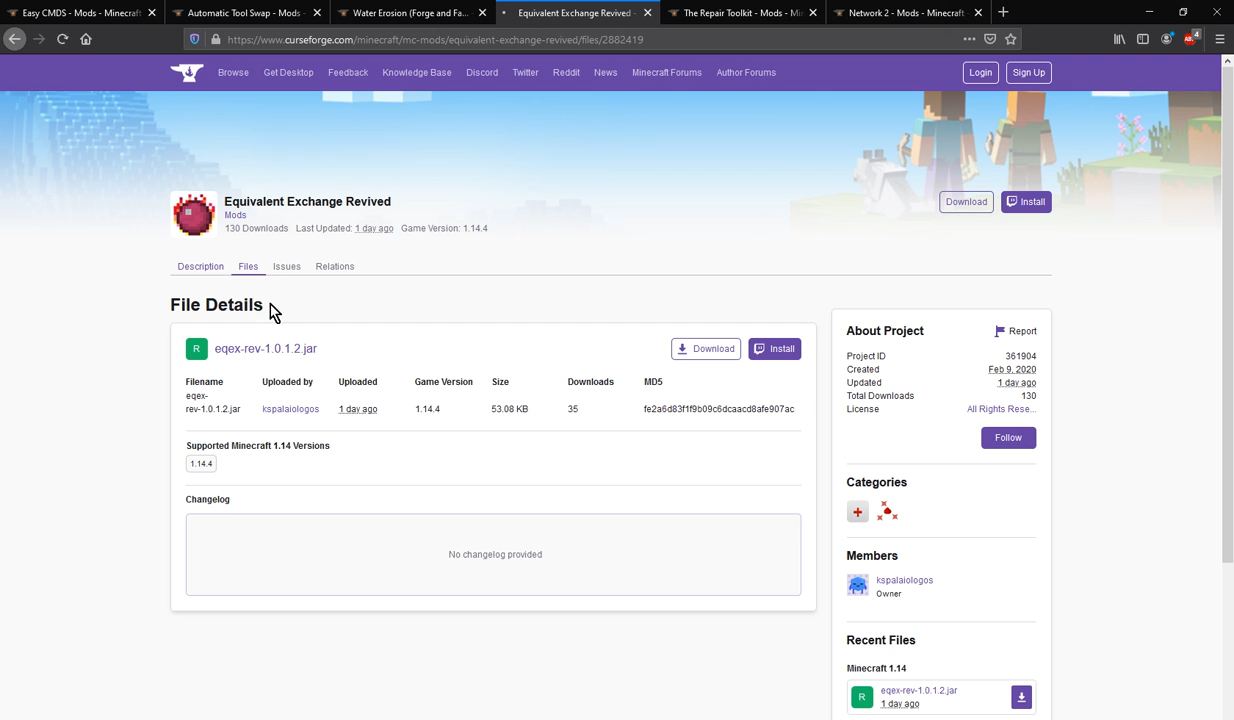 Easy CMDS - Mods - Minecraft
Automatic Tool Swap - Mods -
Water Erosion (Forge and Fa...
Equivalent Exchange Revived -
The Repair Toolkit - Mods - Mi
Network 2 - Mods - Minecraft -
https://www.curseforge.com/minecraft/mc-mods/equivalent-exchange-revived/files/2882419
4
Browse Get Desktop Feedback Knowledge Base Discord Twitter Reddit News Minecraft Forums Author Forums
Login Sign Up
Equivalent Exchange Revived
Mods
130 Downloads Last Updated: 1 day ago Game Version: 1.14.4
Download Install
Description Files Issues Relations
File Details
R eqex-rev-1.0.1.2.jar Download Install
Filename Uploaded by Uploaded Game Version Size Downloads MD5
eqex-
rev-1.0.1.2.jar kspalaiologos 1 day ago 1.14.4 53.08 KB 35 fe2a6d83f1f9b09c6dcaacd8afe907ac
Supported Minecraft 1.14 Versions
1.14.4
Changelog
No changelog provided
About Project Report
Project ID 361904
Created Feb 9, 2020
Updated 1 day ago
Total Downloads 130
License All Rights Rese...
Follow
Categories
Members
kspalaiologos
Owner
Recent Files
Minecraft 1.14
R eqex-rev-1.0.1.2.jar
1 day ago